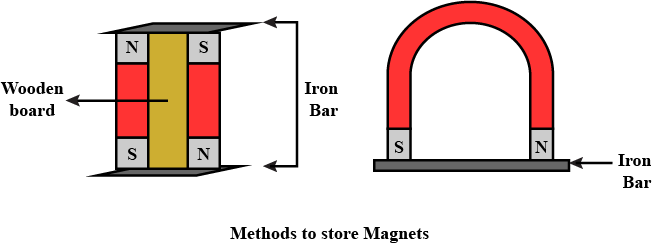 N S
Wooden
board
Iron
Bar
S N
S N
Iron
Bar
Methods to store Magnets